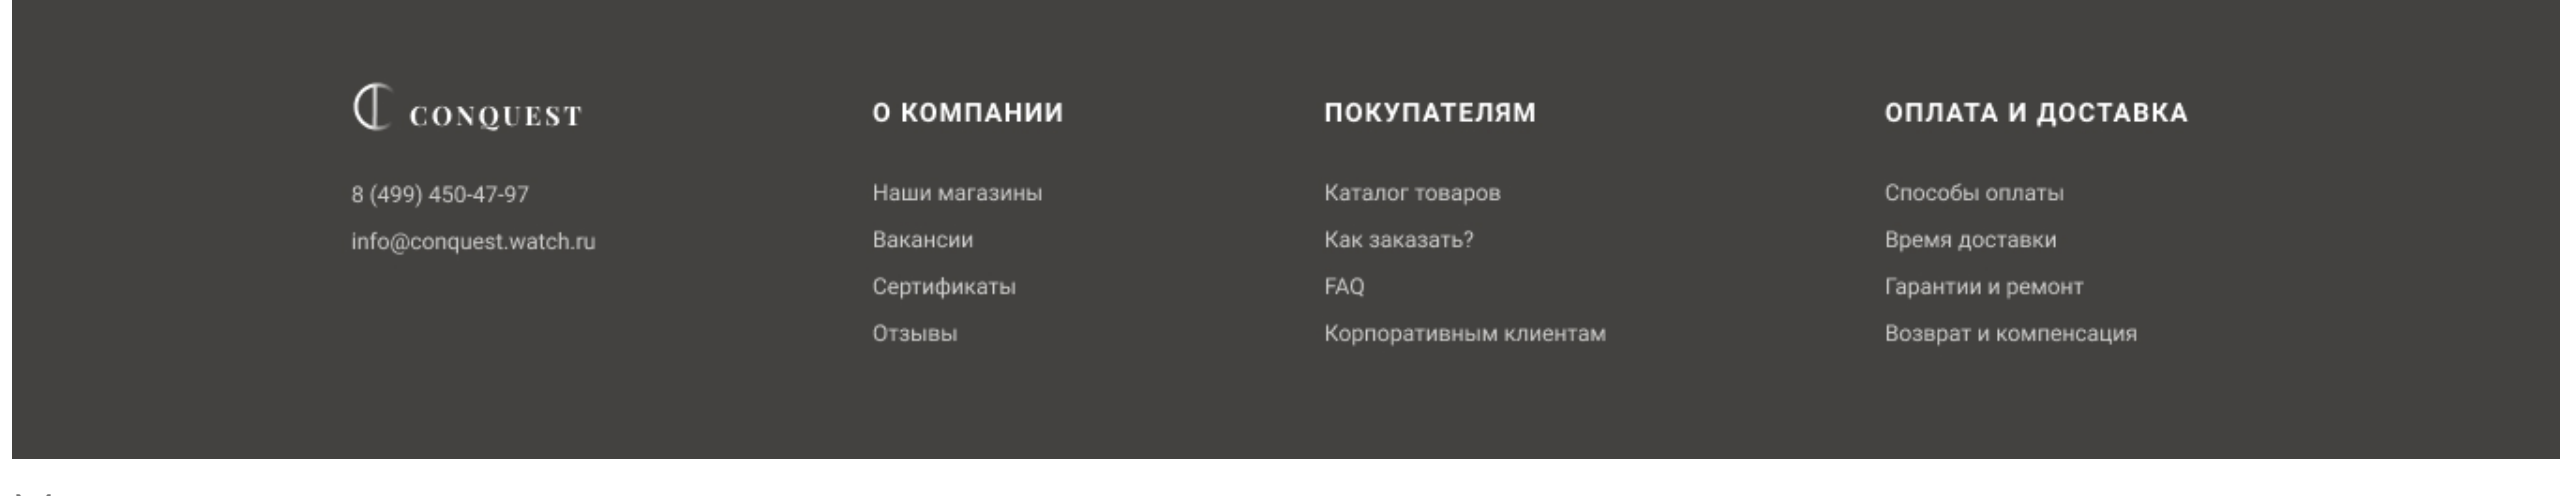 CONQUEST
8 (499) 450-47-97
info@conquest.watch.ru
О КОМПАНИИ
Наши магазины
Вакансии
Сертификаты
Отзывы
ПОКУПАТЕЛЯМ
Каталог товаров
Как заказать?
FAQ
Корпоративным клиентам
ОПЛАТА И ДОСТАВКА
Способы оплаты
Время доставки
Гарантии и ремонт
Возврат и компенсация